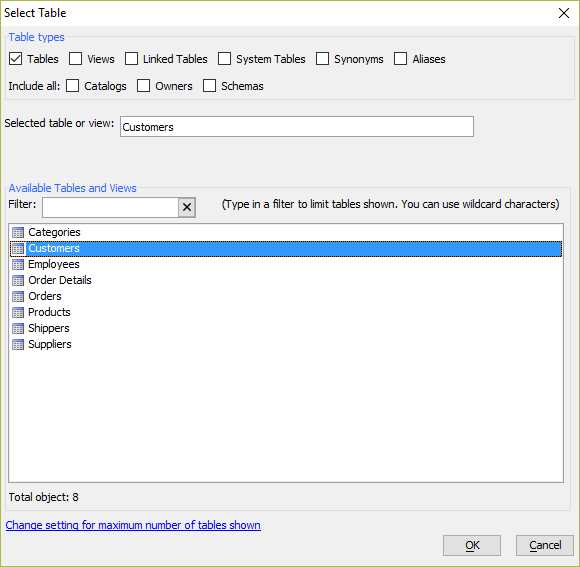 Select Table
Table types
Tables Views Linked Tables System Tables Synonyms Aliases
Include all: Catalogs Owners Schemas
Selected table or view: Customers
Available Tables and Views
Filter: (Type in a filter to limit tables shown. You can use wildcard characters)
Categories
Customers
Employees
Order Details
Orders
Products
Shippers
Suppliers
Total object: 8
Change setting for maximum number of tables shown
OK Cancel